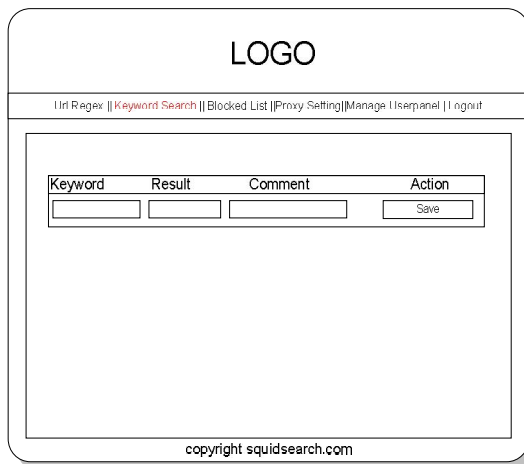 LOGO
Url Regex || Keyword Search || Blocked List ||Proxy Setting||Manage Userpanel | Logout
Keyword Result Comment Action
Save
copyright squidsearch.com